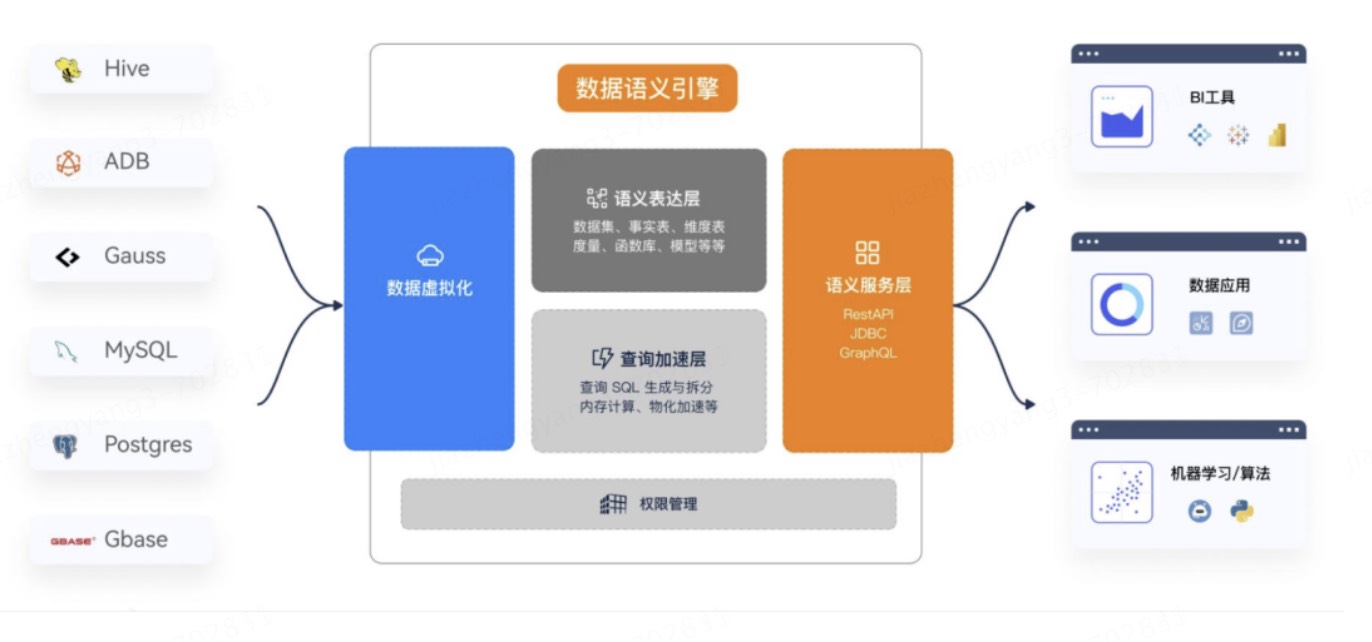 Hive
ADB
Gauss
MySQL
Postgres
GBASE
Gbase
数据语义引擎
数据虚拟化
语义表达层
数据集、事实表、维度表
度量、函数库、模型等等
查询加速层
查询 SQL 生成与拆分
内存计算、物化加速等
语义服务层
RestAPI
JDBC
GraphQL
权限管理
BI工具
数据应用
机器学习/算法
jiazhengyang3-702831